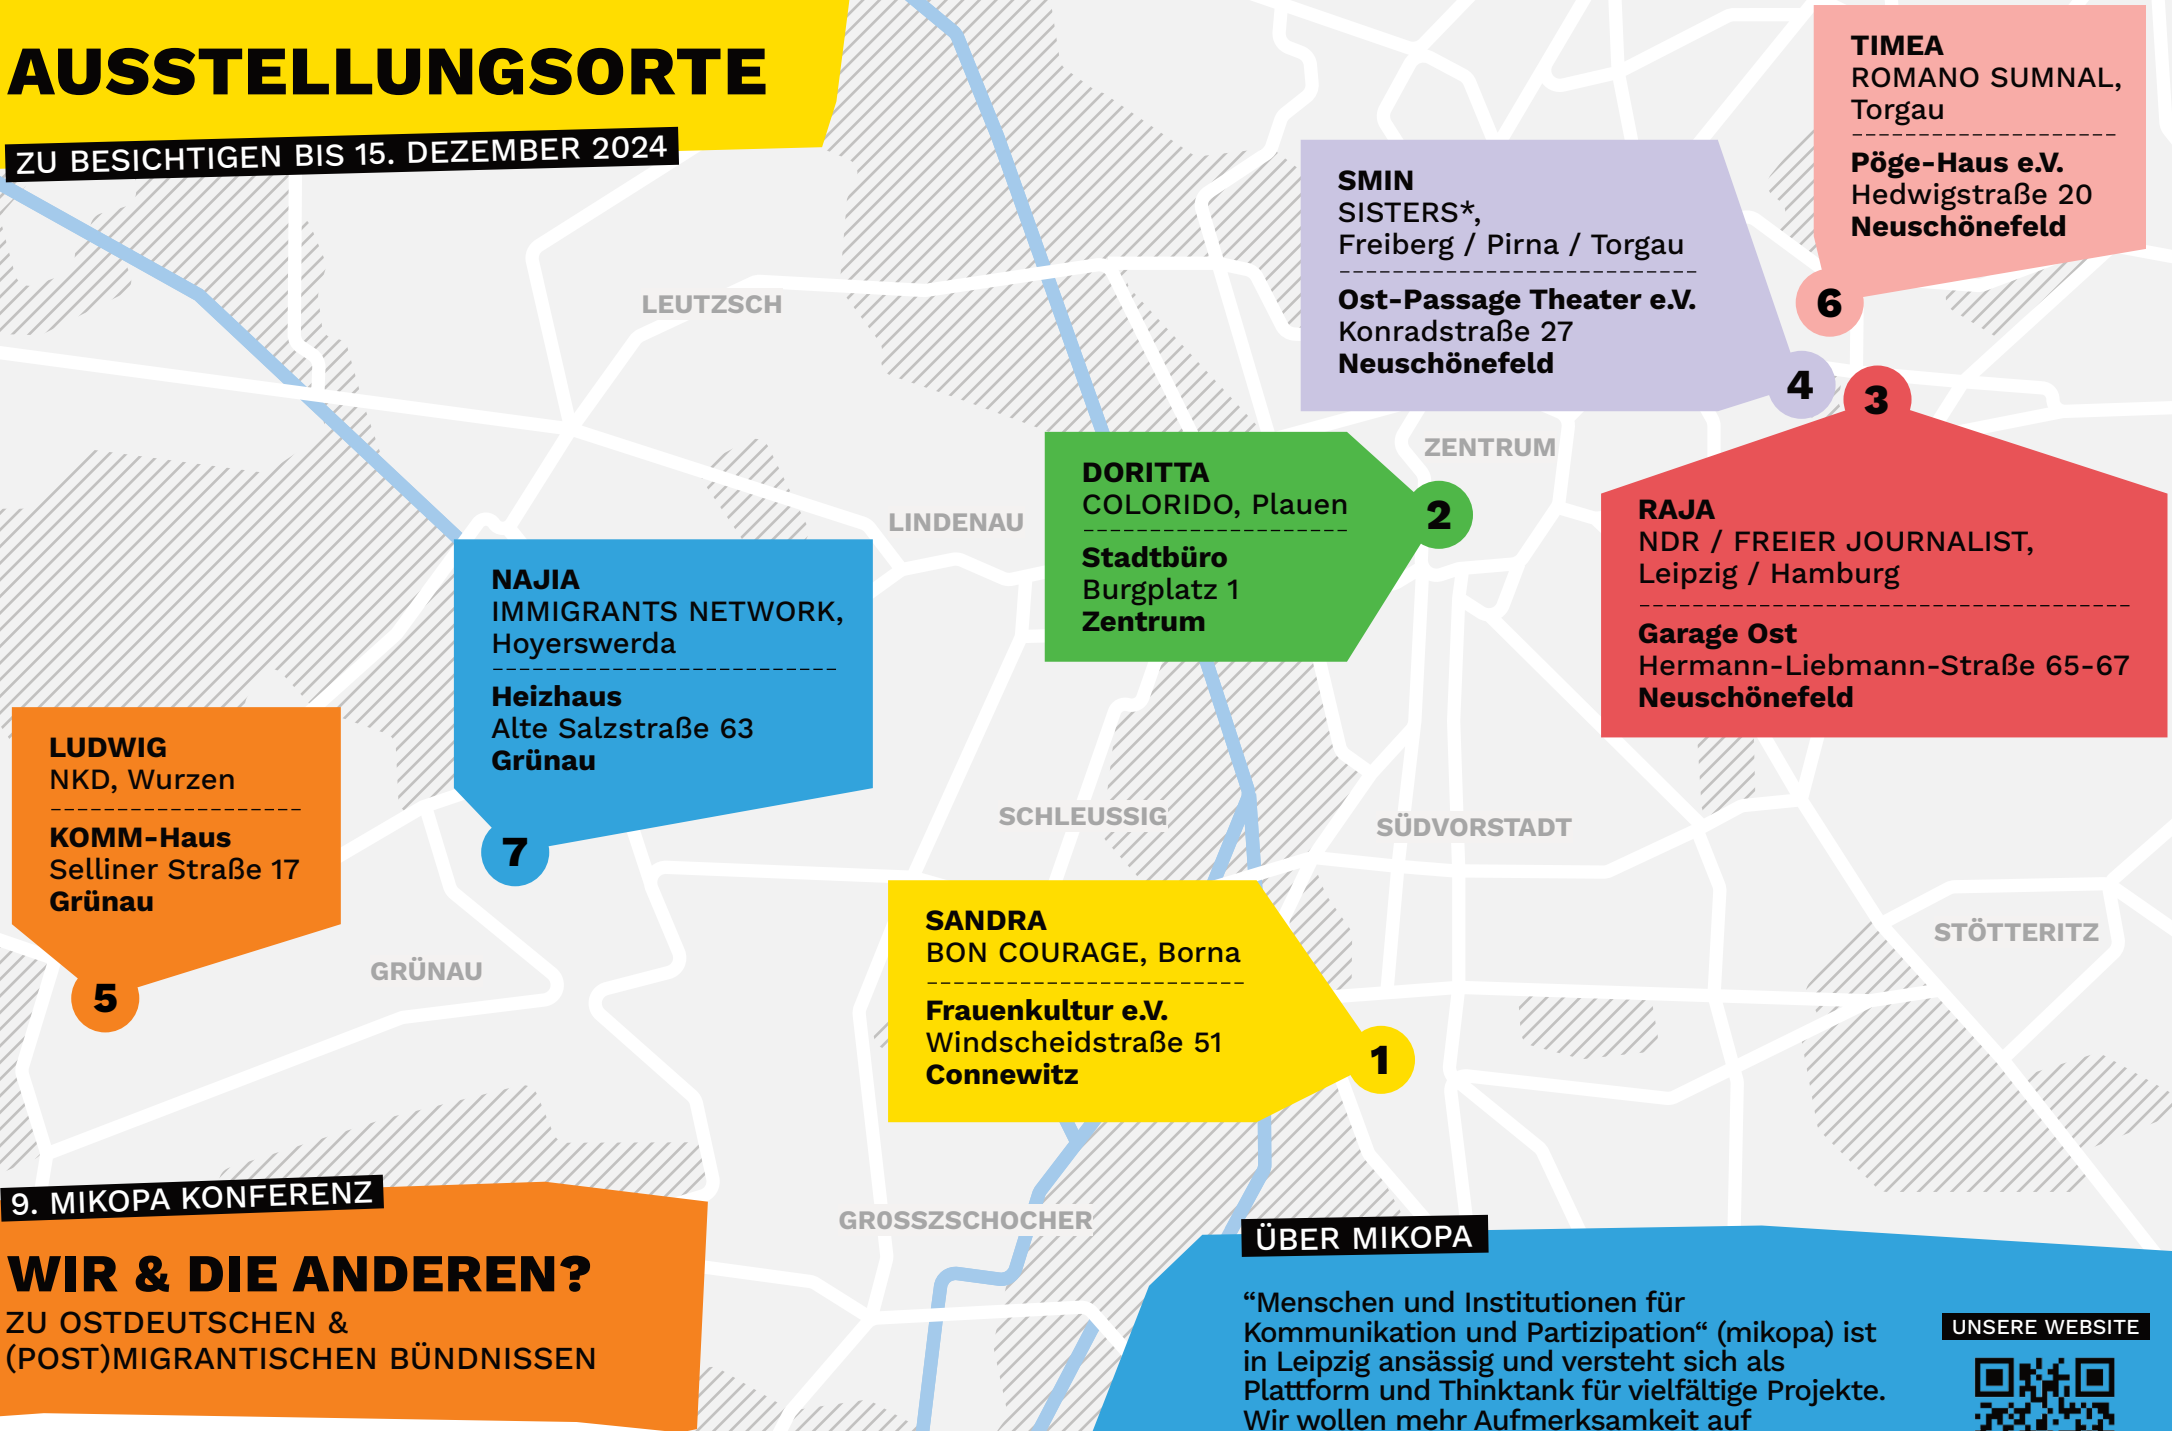 AUSSTELLUNGSORTE
ZU BESICHTIGEN BIS 15. DEZEMBER 2024
TIMEA
ROMANO SUMNAL,
Torgau
Pöge-Haus e.V.
Hedwigstraße 20
Neuschönefeld
6
SMIN
SISTERS*,
Freiberg / Pirna / Torgau
Ost-Passage Theater e.V.
Konradstraße 27
Neuschönefeld
4
3
LEUTZSCH
ZENTRUM
LINDENAU
DORITTA
COLORIDO, Plauen
Stadtbüro
Burgplatz 1
Zentrum
2
RAJA
NDR / FREIER JOURNALIST,
Leipzig / Hamburg
Garage Ost
Hermann-Liebmann-Straße 65-67
Neuschönefeld
NAJIA
IMMIGRANTS NETWORK,
Hoyerswerda
Heizhaus
Alte Salzstraße 63
Grünau
7
LUDWIG
NKD, Wurzen
KOMM-Haus
Selliner Straße 17
Grünau
5
GRÜNAU
SCHLEUSSIG
SÜDVORSTADT
STÖTTERITZ
SANDRA
BON COURAGE, Borna
Frauenkultur e.V.
Windscheidstraße 51
Connewitz
1
GROSSZSCHOCHER
9. MIKOPA KONFERENZ
WIR & DIE ANDEREN?
ZU OSTDEUTSCHEN &
(POST)MIGRANTISCHEN BÜNDNISSEN
ÜBER MIKOPA
“Menschen und Institutionen für
Kommunikation und Partizipation“ (mikopa) ist
in Leipzig ansässig und versteht sich als
Plattform und Thinktank für vielfältige Projekte.
Wir wollen mehr Aufmerksamkeit auf
UNSERE WEBSITE